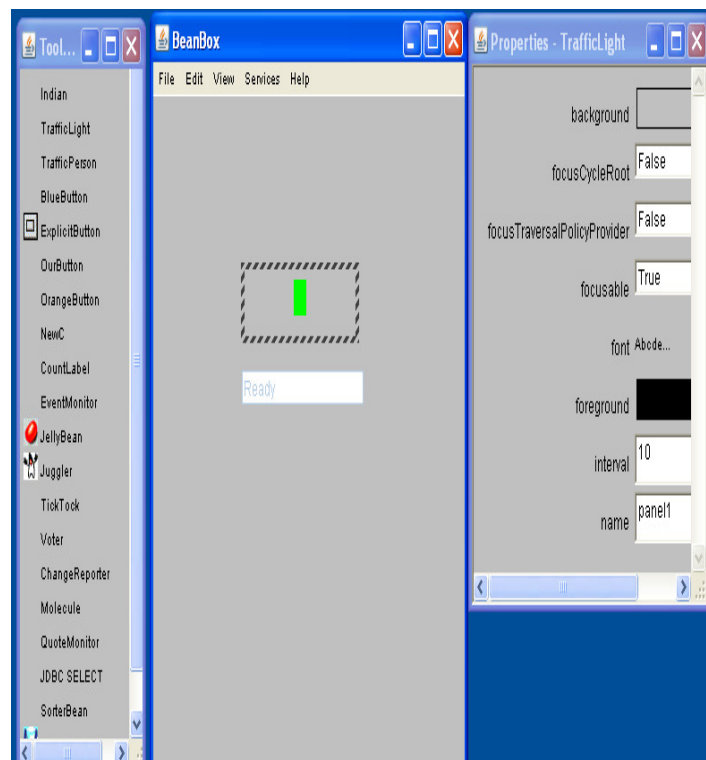 Tool...
Indian
TrafficLight
TrafficPerson
BlueButton
ExplicitButton
OurButton
OrangeButton
NewC
CountLabel
EventMonitor
JellyBean
Juggler
TickTock
Voter
ChangeReporter
Molecule
QuoteMonitor
JDBC SELECT
SorterBean
BeanBox
File Edit View Services Help
Ready
Properties - TrafficLight
background
focusCycleRoot False
focusTraversalPolicyProvider False
focusable True
font Abcde...
foreground
interval 10
name panel1